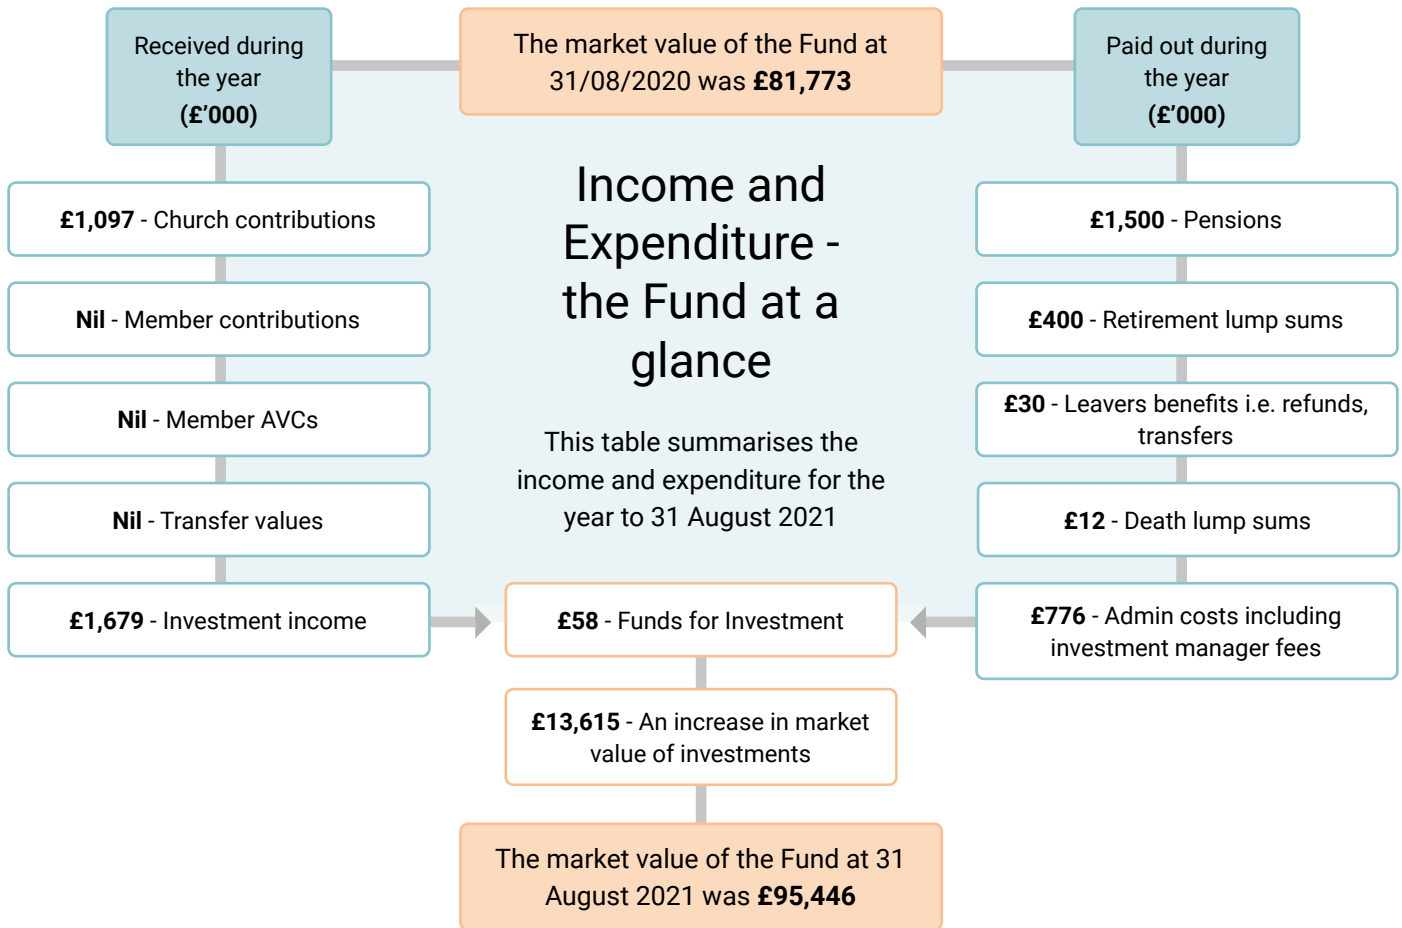 Received during
the year
(£’000)
The market value of the Fund at
31/08/2020 was £81,773
Paid out during
the year
(£’000)
Income and
Expenditure -
the Fund at a
glance
This table summarises the
income and expenditure for the
year to 31 August 2021
£1,097 - Church contributions
Nil - Member contributions
Nil - Member AVCs
Nil - Transfer values
£1,679 - Investment income
£1,500 - Pensions
£400 - Retirement lump sums
£30 - Leavers benefits i.e. refunds,
transfers
£12 - Death lump sums
£776 - Admin costs including
investment manager fees
£58 - Funds for Investment
£13,615 - An increase in market
value of investments
The market value of the Fund at 31
August 2021 was £95,446